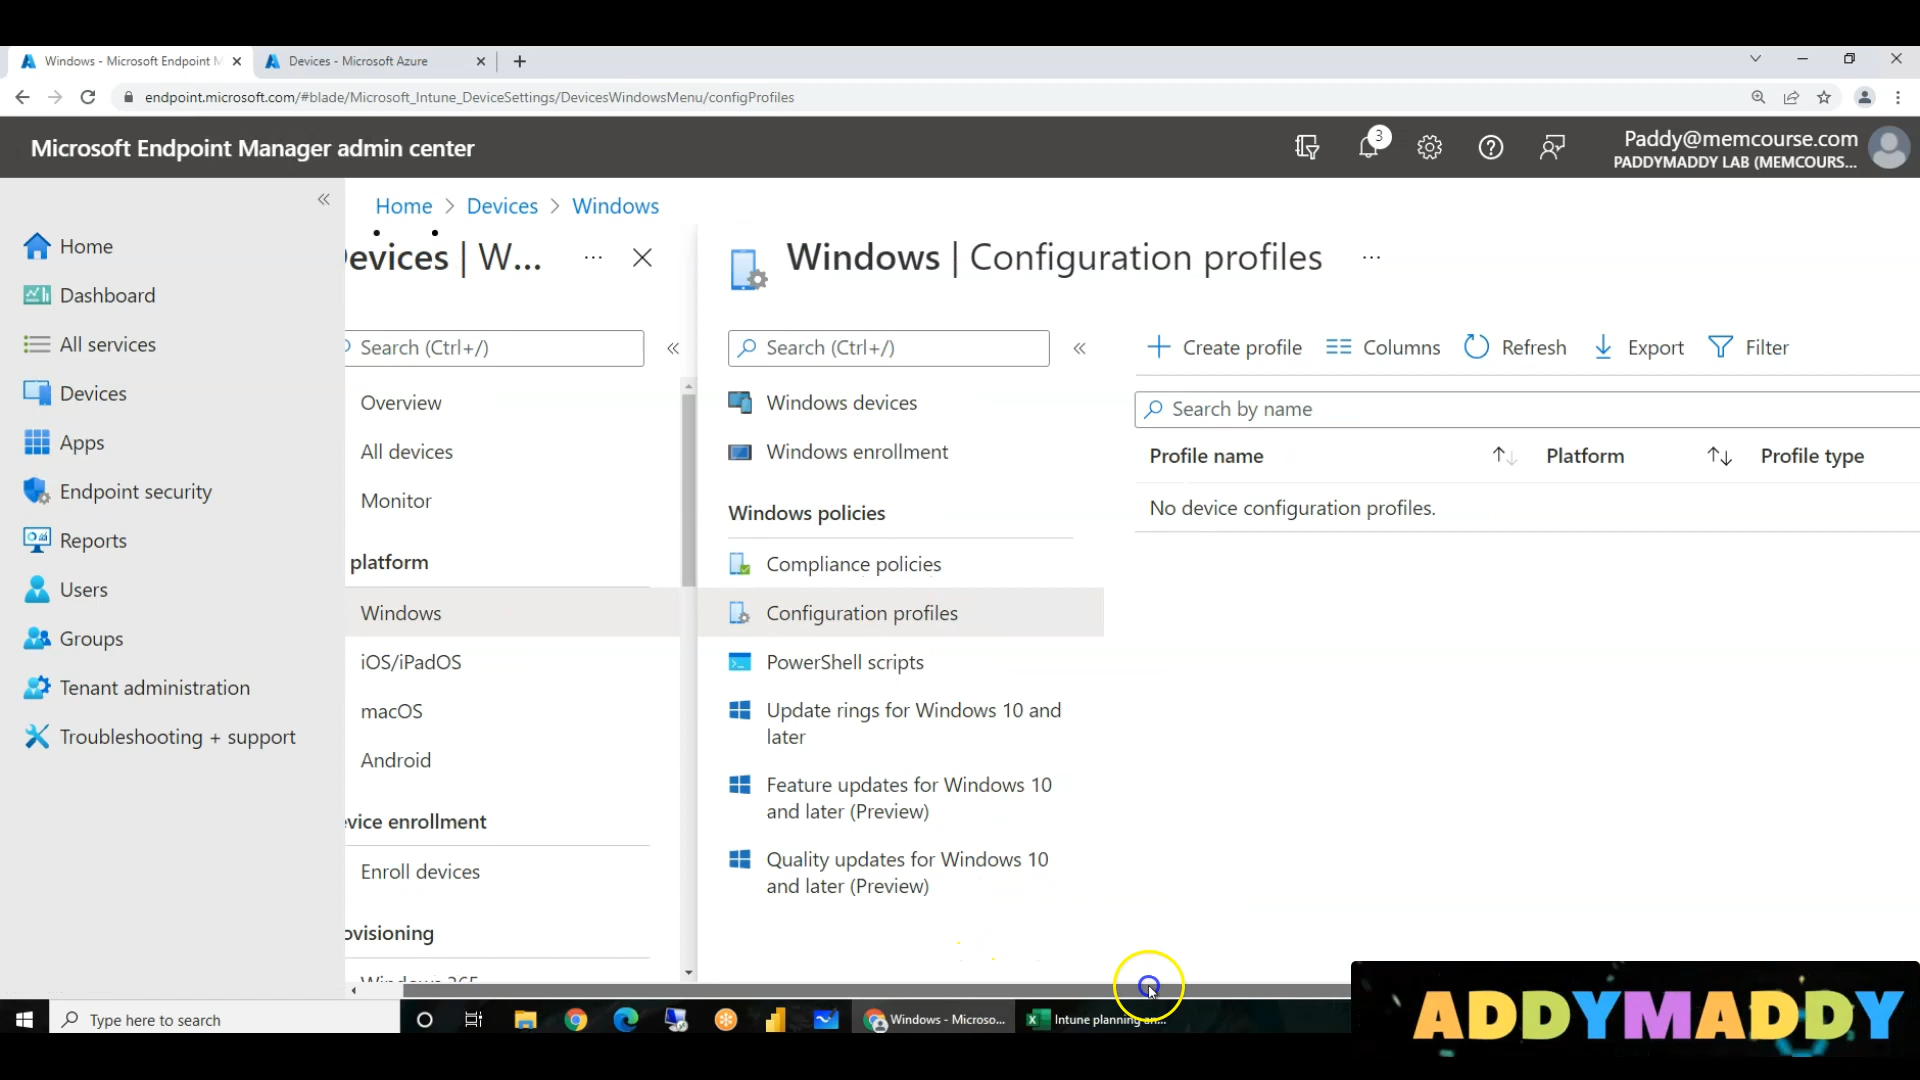 Windows - Microsoft Endpoint M
Devices - Microsoft Azure
endpoint.microsoft.com/#blade/Microsoft_Intune_DeviceSettings/DevicesWindowsMenu/configProfiles
Microsoft Endpoint Manager admin center
3
Paddy@memcourse.com
PADDYMADDY LAB (MEMCOURS...
Home
Dashboard
All services
Devices
Apps
Endpoint security
Reports
Users
Groups
Tenant administration
Troubleshooting + support
Home > Devices > Windows
evices | W... ...
Search (Ctrl+/)
Overview
All devices
Monitor
platform
Windows
iOS/iPadOS
macOS
Android
vice enrollment
Enroll devices
ovisioning
Windows | Configuration profiles ...
Search (Ctrl+/)
Windows devices
Windows enrollment
Windows policies
Compliance policies
Configuration profiles
PowerShell scripts
Update rings for Windows 10 and
later
Feature updates for Windows 10
and later (Preview)
Quality updates for Windows 10
and later (Preview)
Create profile Columns Refresh Export Filter
Search by name
Profile name Platform Profile type
No device configuration profiles.
Type here to search
Windows - Microso...
Intune planning an...
ADDYMADDY